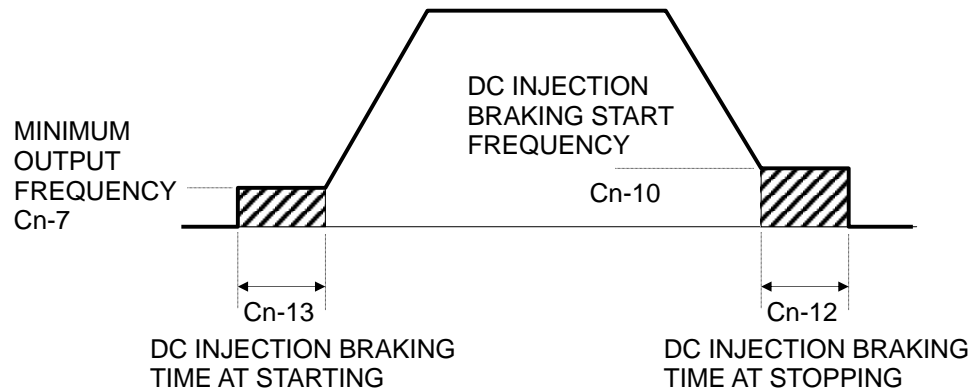 DC INJECTION
BRAKING START
FREQUENCY
MINIMUM
OUTPUT
FREQUENCY
Cn-7
Cn-10
Cn-13
Cn-12
DC INJECTION BRAKING
TIME AT STARTING
DC INJECTION BRAKING
TIME AT STOPPING